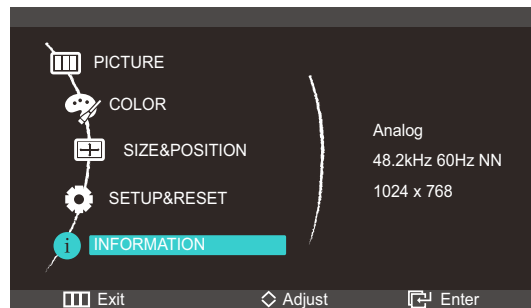 PICTURE
COLOR
SIZE&POSITION
SETUP&RESET
i INFORMATION
Analog
48.2kHz 60Hz NN
1024 x 768
Exit
Adjust
Enter